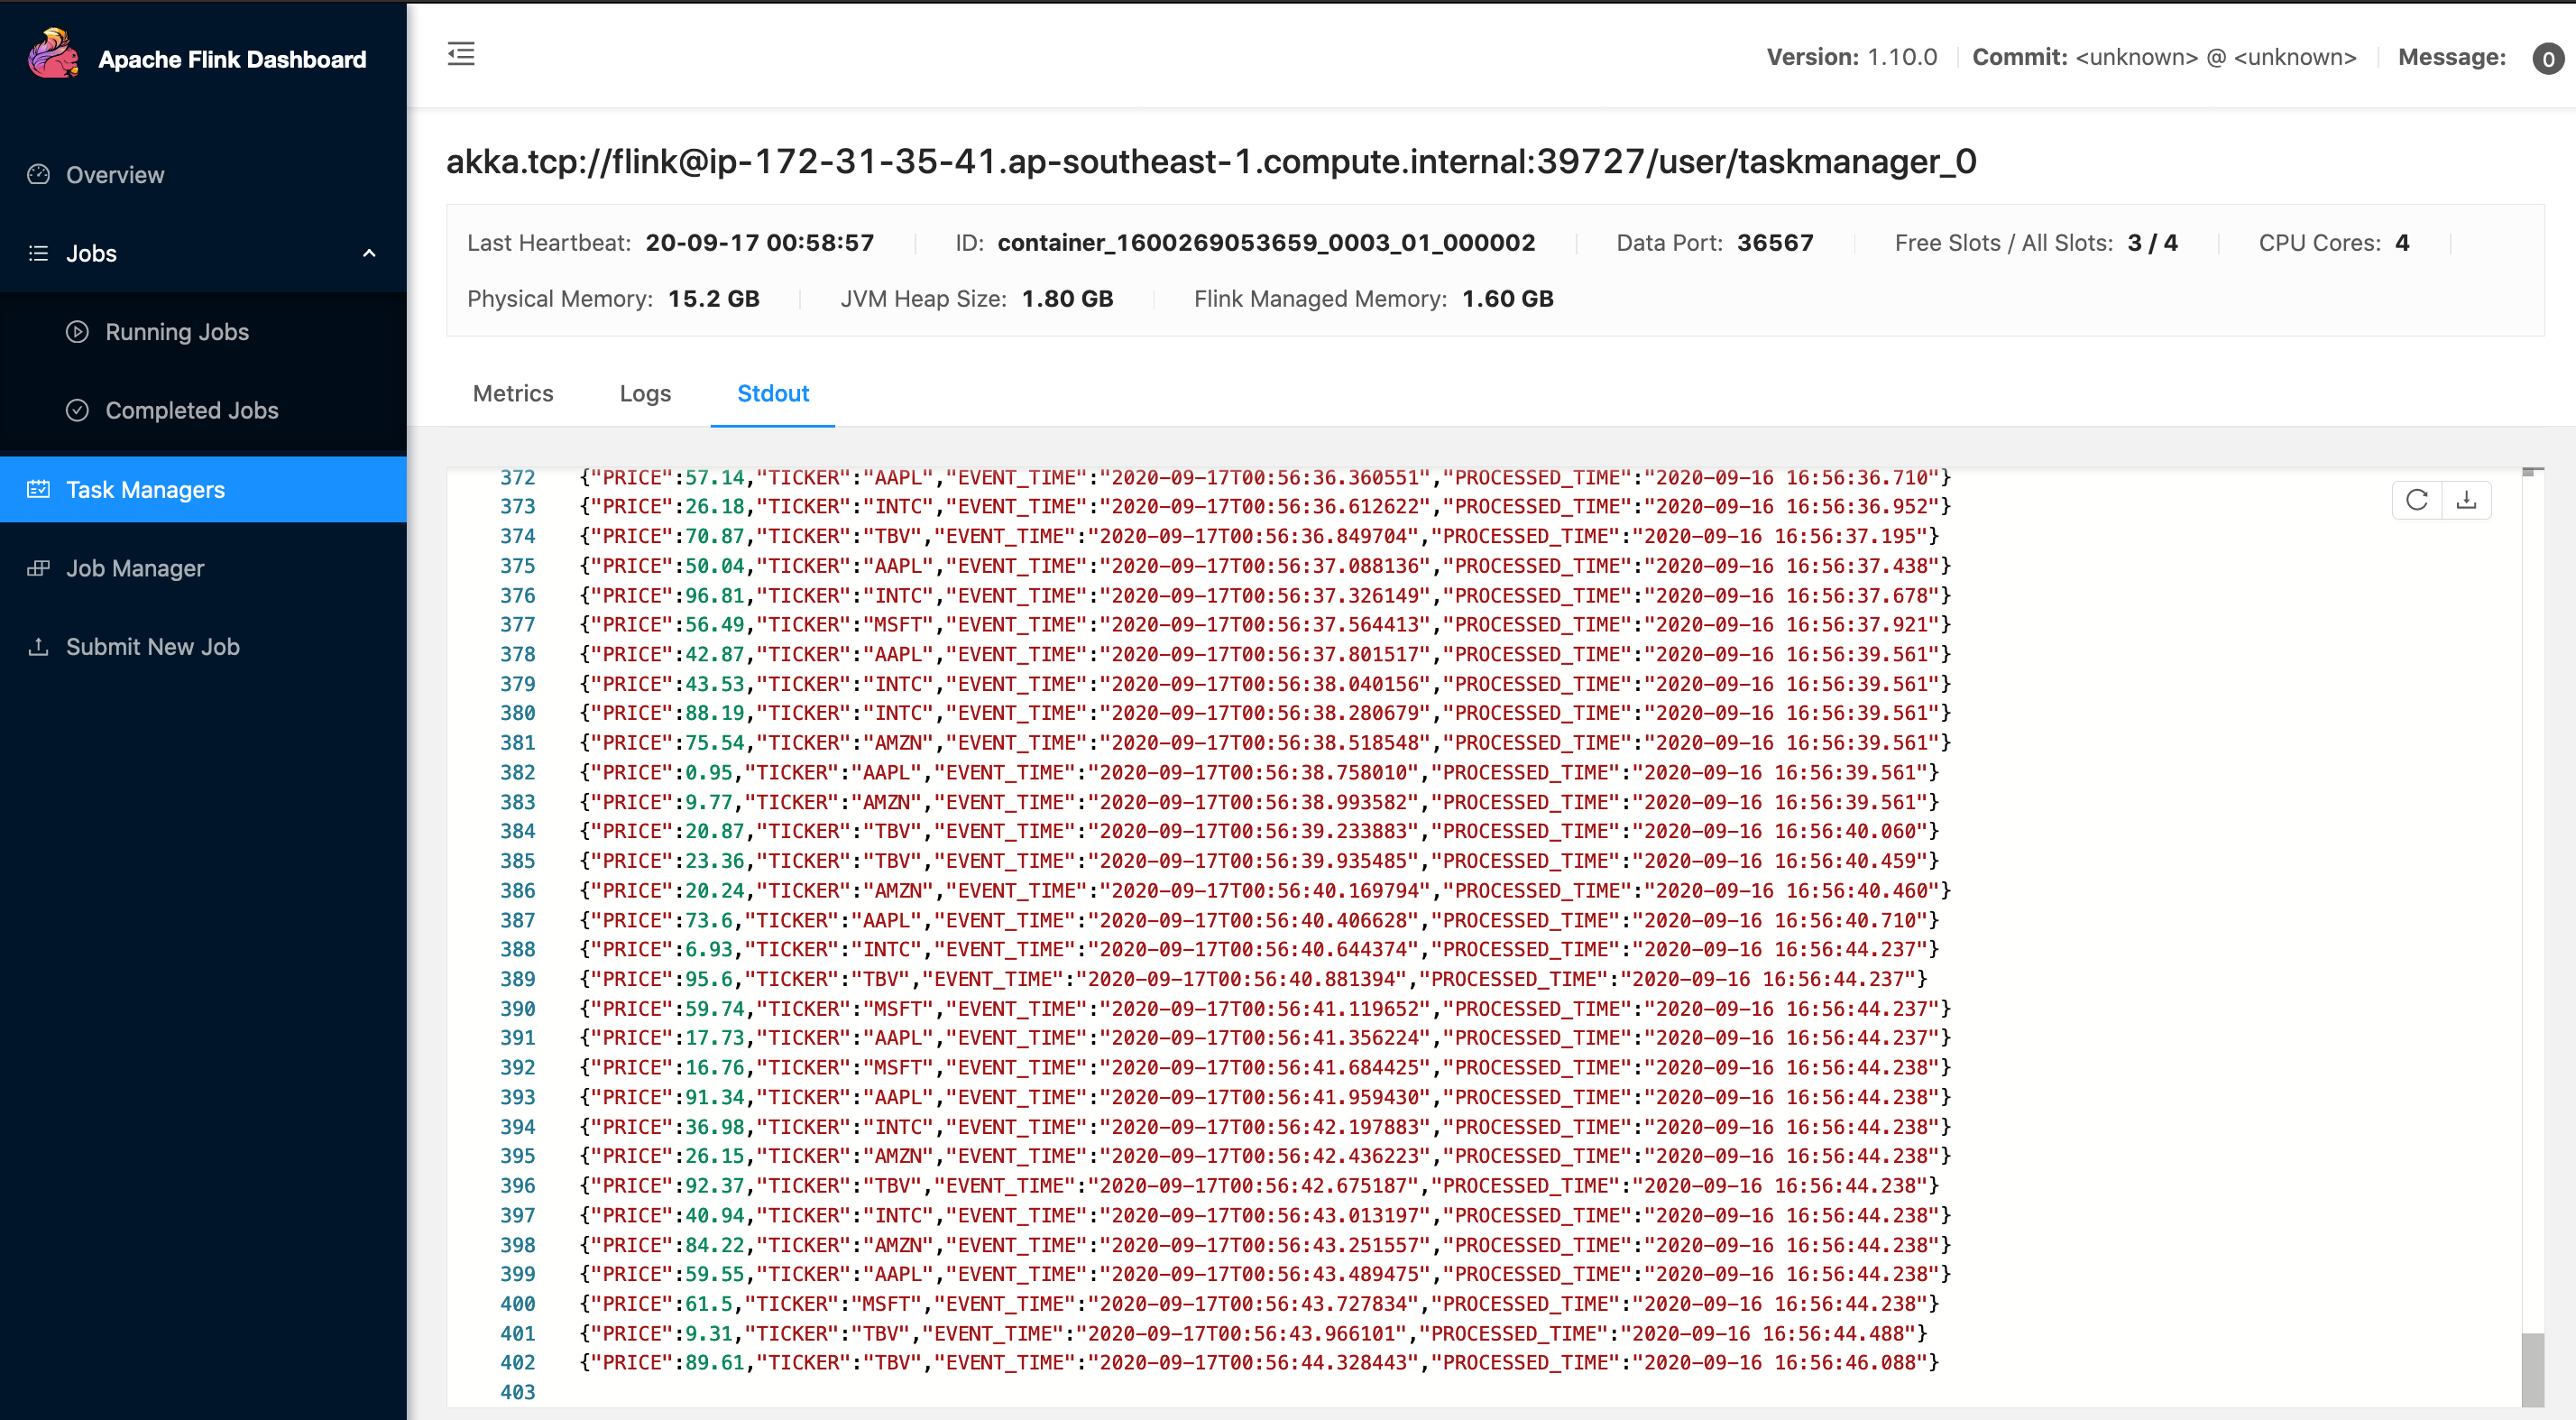 Apache Flink Dashboard
Version: 1.10.0 Commit: <unknown> @ <unknown> Message: 0
Overview
Jobs
Running Jobs
Completed Jobs
Task Managers
Job Manager
Submit New Job
akka.tcp://flink@ip-172-31-35-41.ap-southeast-1.compute.internal:39727/user/taskmanager_0
Last Heartbeat: 20-09-17 00:58:57 ID: container_1600269053659_0003_01_000002 Data Port: 36567 Free Slots / All Slots: 3 / 4 CPU Cores: 4
Physical Memory: 15.2 GB JVM Heap Size: 1.80 GB Flink Managed Memory: 1.60 GB
Metrics Logs Stdout
372 {"PRICE":57.14,"TICKER":"AAPL","EVENT_TIME":"2020-09-17T00:56:36.360551","PROCESSED_TIME":"2020-09-16 16:56:36.710"}
373 {"PRICE":26.18,"TICKER":"INTC","EVENT_TIME":"2020-09-17T00:56:36.612622","PROCESSED_TIME":"2020-09-16 16:56:36.952"}
374 {"PRICE":70.87,"TICKER":"TBV","EVENT_TIME":"2020-09-17T00:56:36.849704","PROCESSED_TIME":"2020-09-16 16:56:37.195"}
375 {"PRICE":50.04,"TICKER":"AAPL","EVENT_TIME":"2020-09-17T00:56:37.088136","PROCESSED_TIME":"2020-09-16 16:56:37.438"}
376 {"PRICE":96.81,"TICKER":"INTC","EVENT_TIME":"2020-09-17T00:56:37.326149","PROCESSED_TIME":"2020-09-16 16:56:37.678"}
377 {"PRICE":56.49,"TICKER":"MSFT","EVENT_TIME":"2020-09-17T00:56:37.564413","PROCESSED_TIME":"2020-09-16 16:56:37.921"}
378 {"PRICE":42.87,"TICKER":"AAPL","EVENT_TIME":"2020-09-17T00:56:37.801517","PROCESSED_TIME":"2020-09-16 16:56:39.561"}
379 {"PRICE":43.53,"TICKER":"INTC","EVENT_TIME":"2020-09-17T00:56:38.040156","PROCESSED_TIME":"2020-09-16 16:56:39.561"}
380 {"PRICE":88.19,"TICKER":"INTC","EVENT_TIME":"2020-09-17T00:56:38.280679","PROCESSED_TIME":"2020-09-16 16:56:39.561"}
381 {"PRICE":75.54,"TICKER":"AMZN","EVENT_TIME":"2020-09-17T00:56:38.518548","PROCESSED_TIME":"2020-09-16 16:56:39.561"}
382 {"PRICE":0.95,"TICKER":"AAPL","EVENT_TIME":"2020-09-17T00:56:38.758010","PROCESSED_TIME":"2020-09-16 16:56:39.561"}
383 {"PRICE":9.77,"TICKER":"AMZN","EVENT_TIME":"2020-09-17T00:56:38.993582","PROCESSED_TIME":"2020-09-16 16:56:39.561"}
384 {"PRICE":20.87,"TICKER":"TBV","EVENT_TIME":"2020-09-17T00:56:39.233883","PROCESSED_TIME":"2020-09-16 16:56:40.060"}
385 {"PRICE":23.36,"TICKER":"TBV","EVENT_TIME":"2020-09-17T00:56:39.935485","PROCESSED_TIME":"2020-09-16 16:56:40.459"}
386 {"PRICE":20.24,"TICKER":"AMZN","EVENT_TIME":"2020-09-17T00:56:40.169794","PROCESSED_TIME":"2020-09-16 16:56:40.460"}
387 {"PRICE":73.6,"TICKER":"AAPL","EVENT_TIME":"2020-09-17T00:56:40.406628","PROCESSED_TIME":"2020-09-16 16:56:40.710"}
388 {"PRICE":6.93,"TICKER":"INTC","EVENT_TIME":"2020-09-17T00:56:40.644374","PROCESSED_TIME":"2020-09-16 16:56:44.237"}
389 {"PRICE":95.6,"TICKER":"TBV","EVENT_TIME":"2020-09-17T00:56:40.881394","PROCESSED_TIME":"2020-09-16 16:56:44.237"}
390 {"PRICE":59.74,"TICKER":"MSFT","EVENT_TIME":"2020-09-17T00:56:41.119652","PROCESSED_TIME":"2020-09-16 16:56:44.237"}
391 {"PRICE":17.73,"TICKER":"AAPL","EVENT_TIME":"2020-09-17T00:56:41.356224","PROCESSED_TIME":"2020-09-16 16:56:44.237"}
392 {"PRICE":16.76,"TICKER":"MSFT","EVENT_TIME":"2020-09-17T00:56:41.684425","PROCESSED_TIME":"2020-09-16 16:56:44.238"}
393 {"PRICE":91.34,"TICKER":"AAPL","EVENT_TIME":"2020-09-17T00:56:41.959430","PROCESSED_TIME":"2020-09-16 16:56:44.238"}
394 {"PRICE":36.98,"TICKER":"INTC","EVENT_TIME":"2020-09-17T00:56:42.197883","PROCESSED_TIME":"2020-09-16 16:56:44.238"}
395 {"PRICE":26.15,"TICKER":"AMZN","EVENT_TIME":"2020-09-17T00:56:42.436223","PROCESSED_TIME":"2020-09-16 16:56:44.238"}
396 {"PRICE":92.37,"TICKER":"TBV","EVENT_TIME":"2020-09-17T00:56:42.675187","PROCESSED_TIME":"2020-09-16 16:56:44.238"}
397 {"PRICE":40.94,"TICKER":"INTC","EVENT_TIME":"2020-09-17T00:56:43.013197","PROCESSED_TIME":"2020-09-16 16:56:44.238"}
398 {"PRICE":84.22,"TICKER":"AMZN","EVENT_TIME":"2020-09-17T00:56:43.251557","PROCESSED_TIME":"2020-09-16 16:56:44.238"}
399 {"PRICE":59.55,"TICKER":"AAPL","EVENT_TIME":"2020-09-17T00:56:43.489475","PROCESSED_TIME":"2020-09-16 16:56:44.238"}
400 {"PRICE":61.5,"TICKER":"MSFT","EVENT_TIME":"2020-09-17T00:56:43.727834","PROCESSED_TIME":"2020-09-16 16:56:44.238"}
401 {"PRICE":9.31,"TICKER":"TBV","EVENT_TIME":"2020-09-17T00:56:43.966101","PROCESSED_TIME":"2020-09-16 16:56:44.488"}
402 {"PRICE":89.61,"TICKER":"TBV","EVENT_TIME":"2020-09-17T00:56:44.328443","PROCESSED_TIME":"2020-09-16 16:56:46.088"}
403